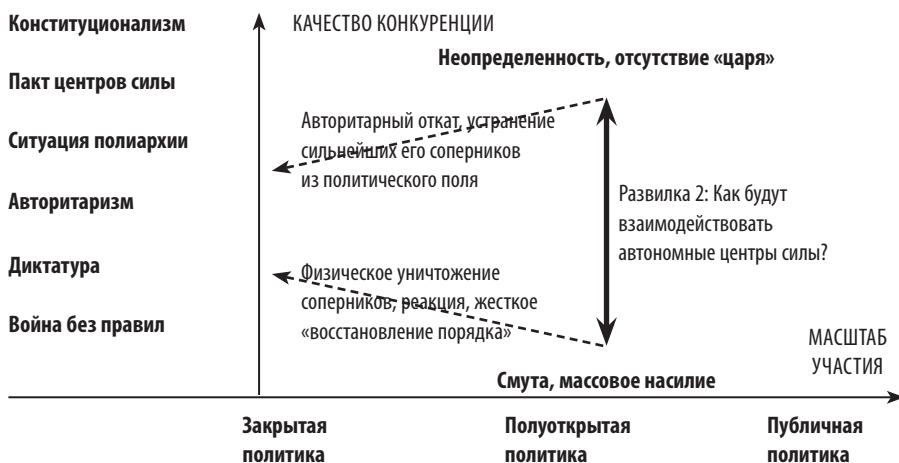 Конституционализм
КАЧЕСТВО КОНКУРЕНЦИИ
Неопределенность, отсутствие «царя»
Пакт центров силы
Ситуация полиархии
Авторитарный откат, устранение
сильнейших его соперников
из политического поля
Авторитаризм
Развилка 2: Как будут
взаимодействовать
автономные центры силы?
Диктатура
Физическое уничтожение
соперников, реакция, жесткое
«восстановление порядка»
Война без правил
МАСШТАБ
УЧАСТИЯ
Смута, массовое насилие
Закрытая
политика
Полуоткрытая
политика
Публичная
политика